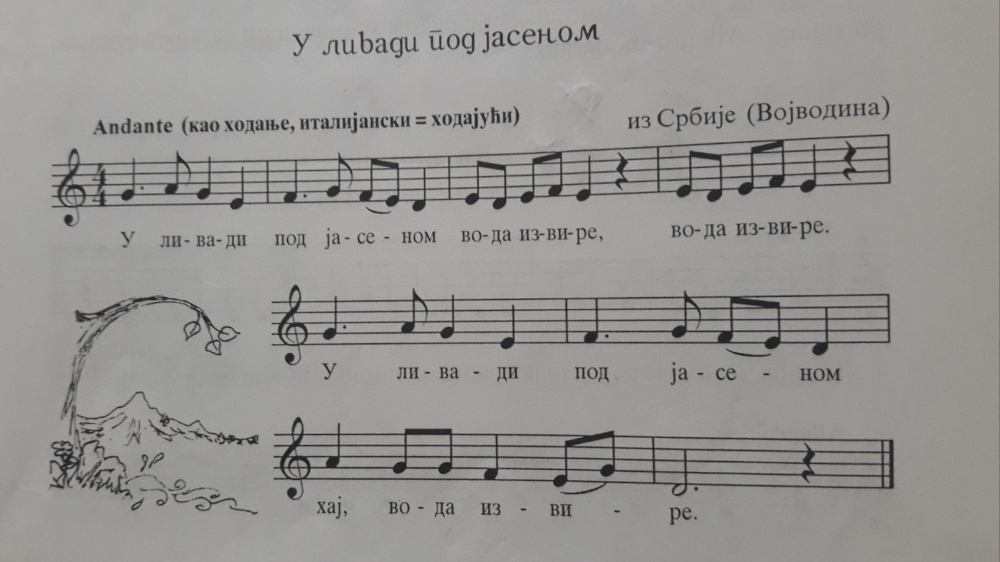 У ливади под јасеном
Andante (као ходање, италијански = ходајући)
из Србије (Војводина)
4
4
У ли - ва - ди под ја - се - ном во - да из-ви-ре, во - да из-ви-ре.
У ли - ва - ди под ја - се - ном
хај, во - да из - ви - ре.